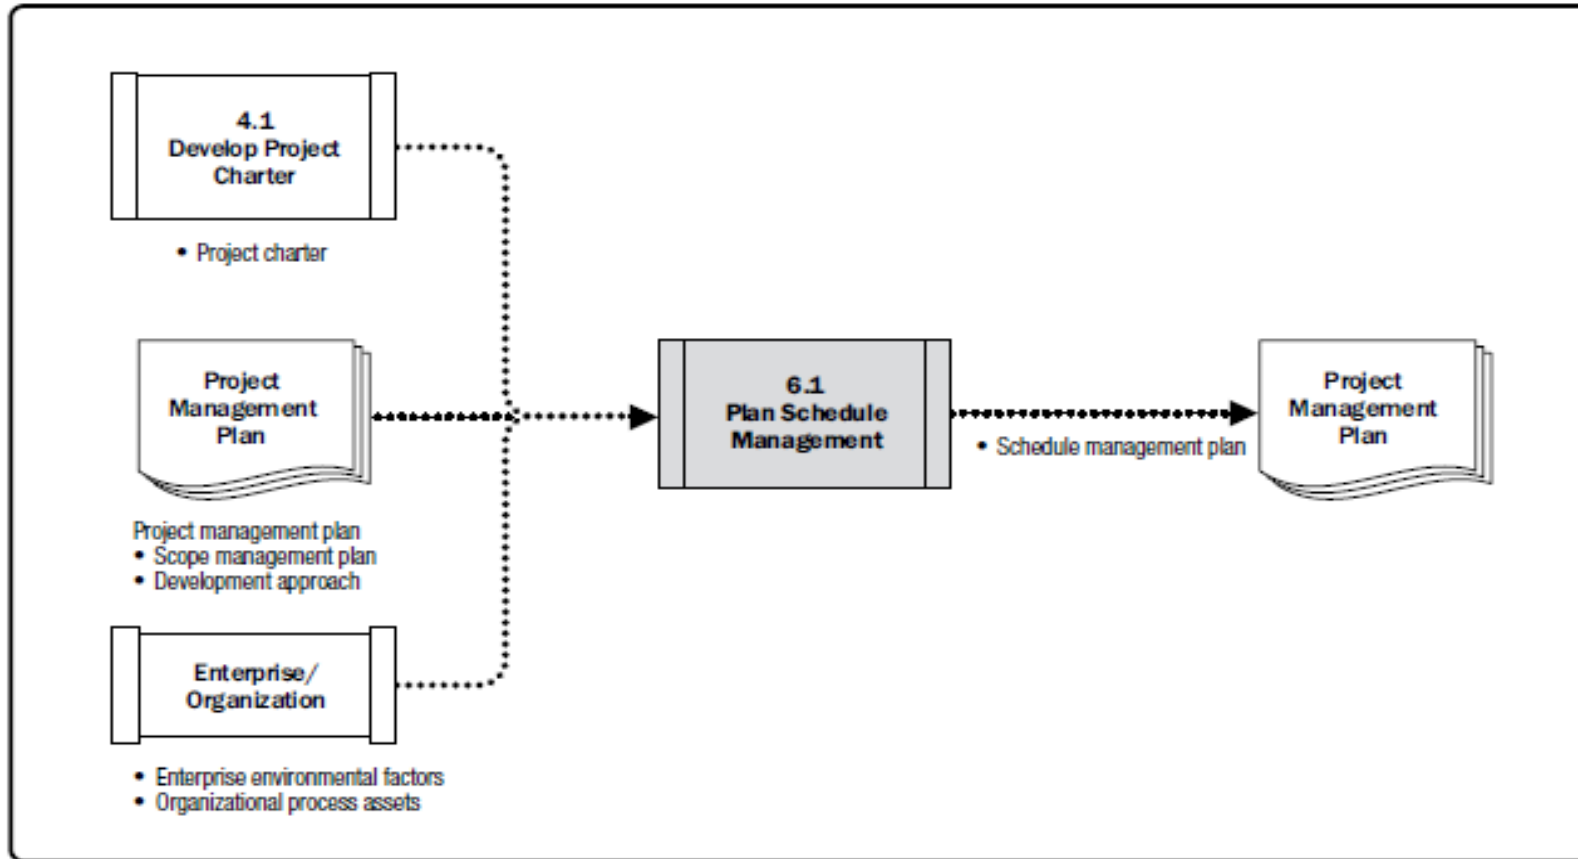 4.1
Develop Project
Charter
• Project charter
Project
Management
Plan
Project management plan
• Scope management plan
• Development approach
Enterprise/
Organization
• Enterprise environmental factors
• Organizational process assets
6.1
Plan Schedule
Management
• Schedule management plan
Project
Management
Plan